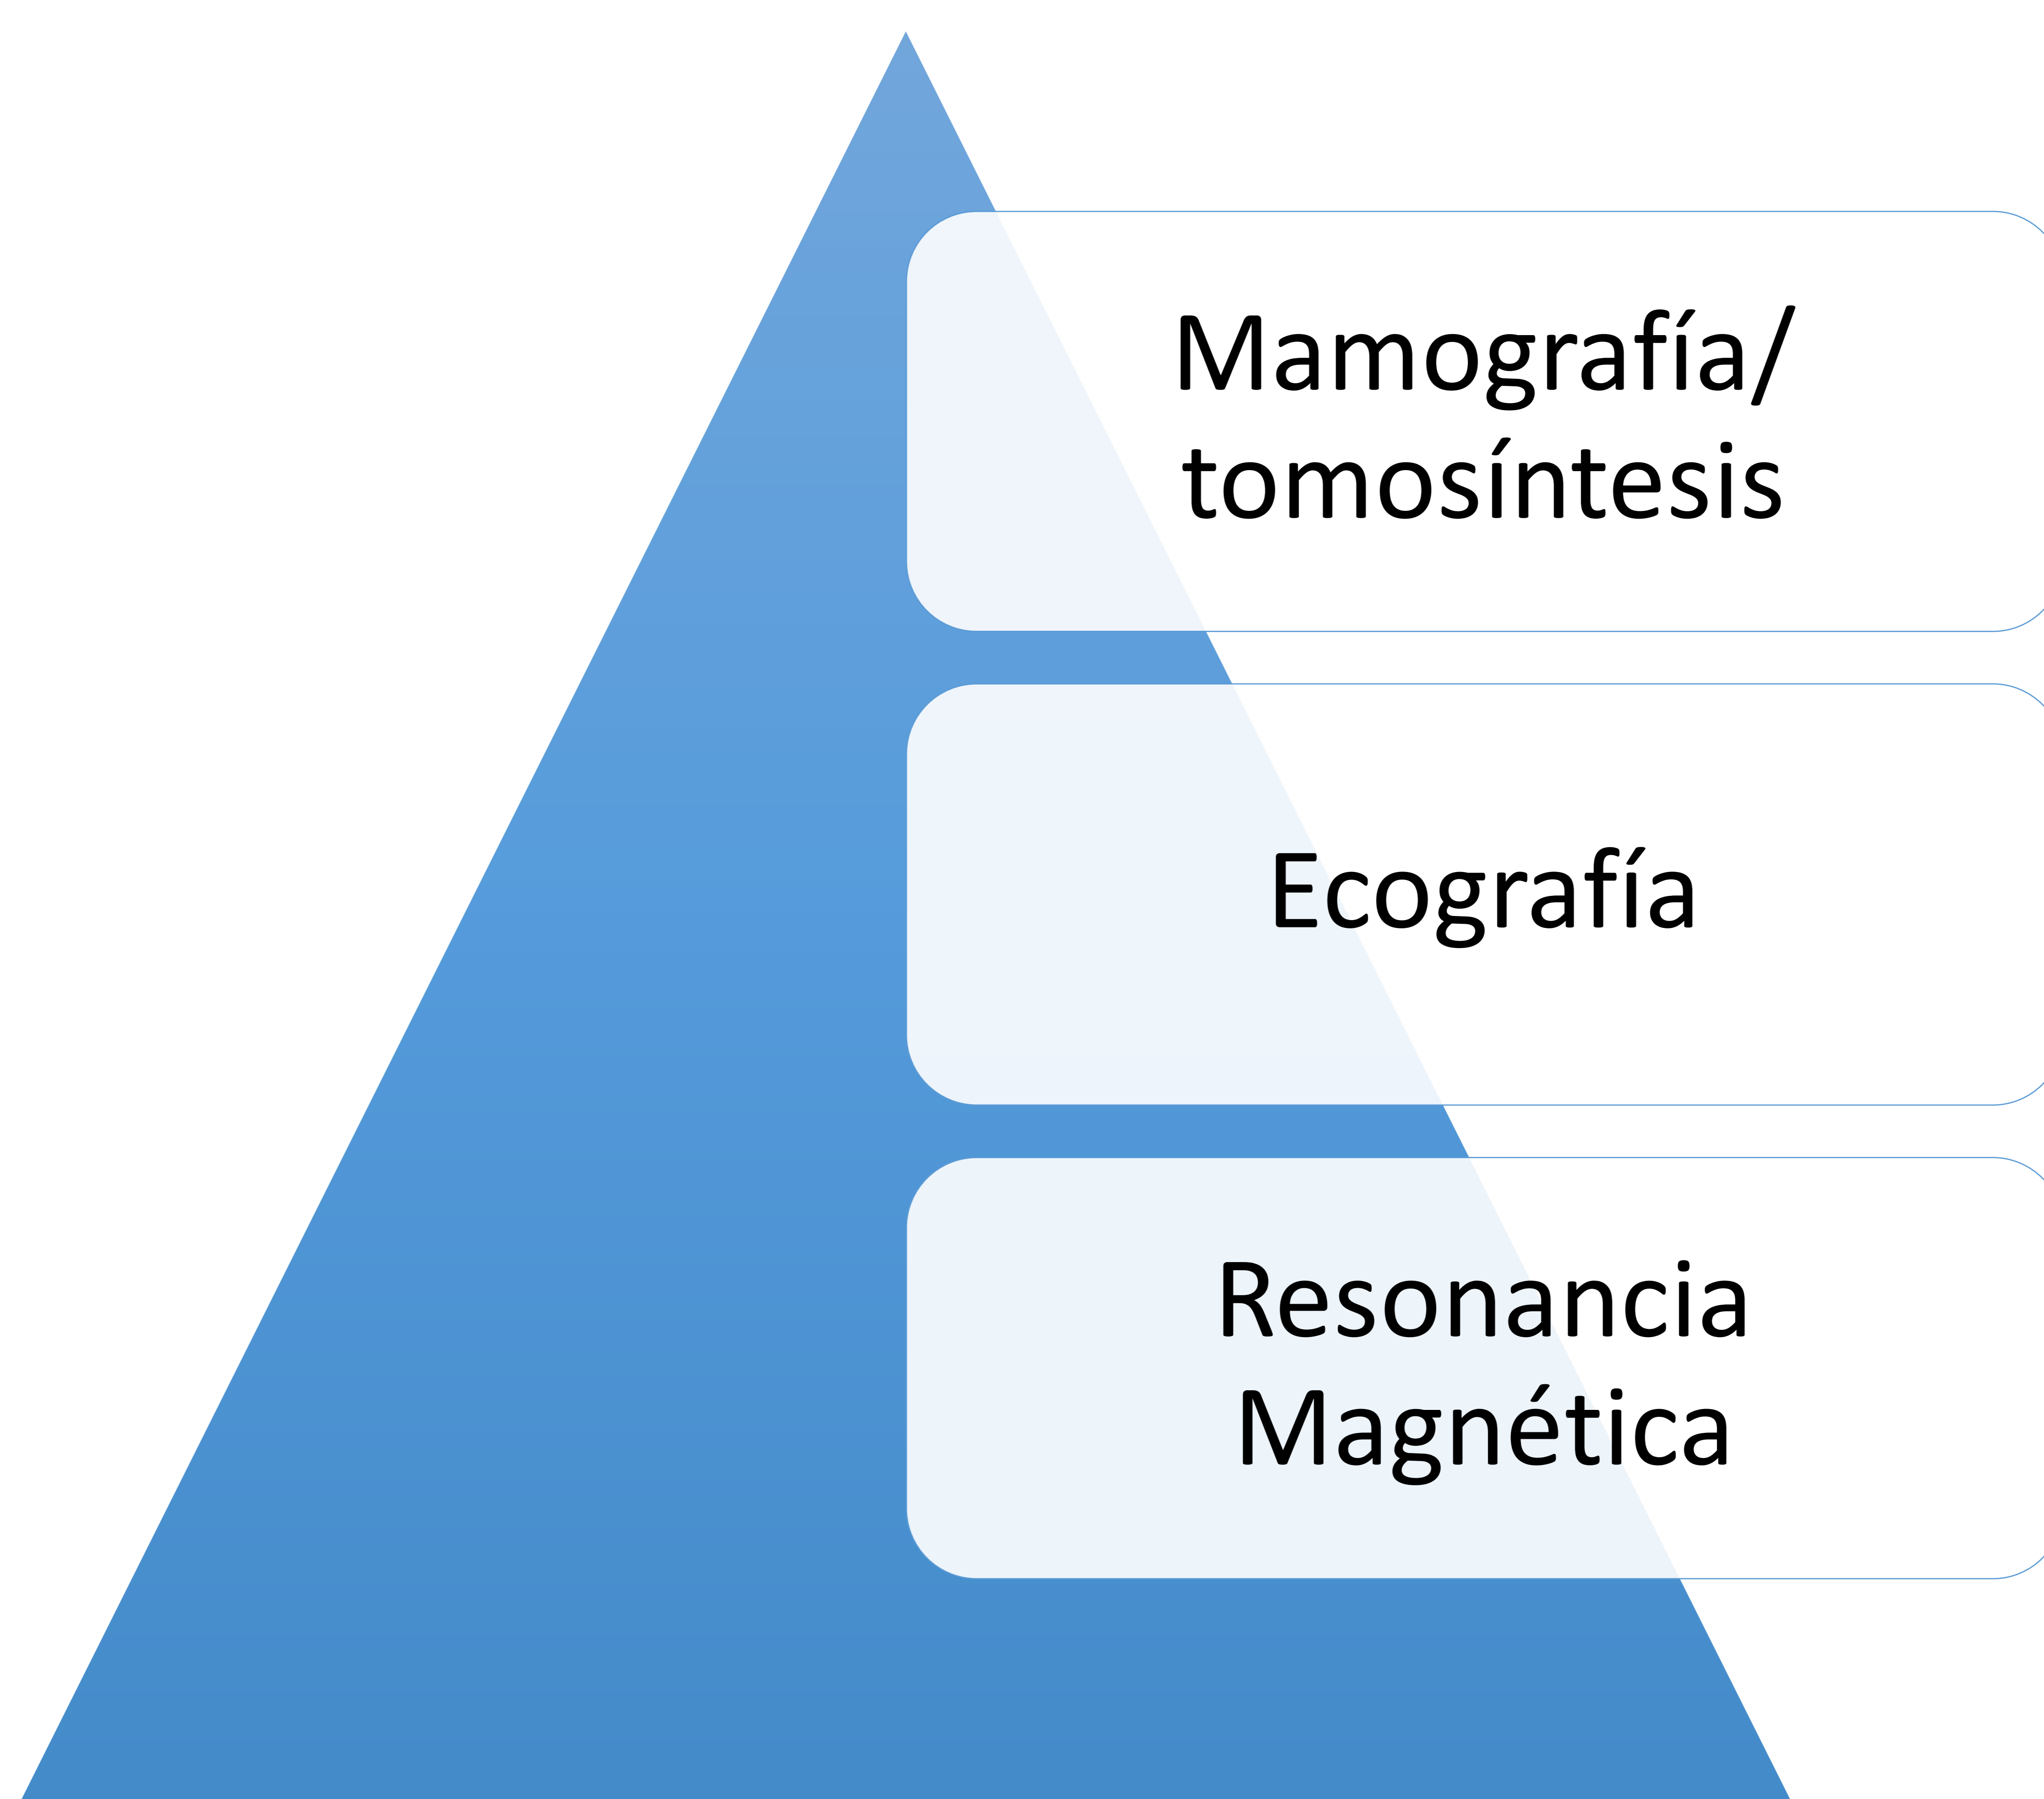 Mamografía/
tomosíntesis
Ecografía
Resonancia
Magnética